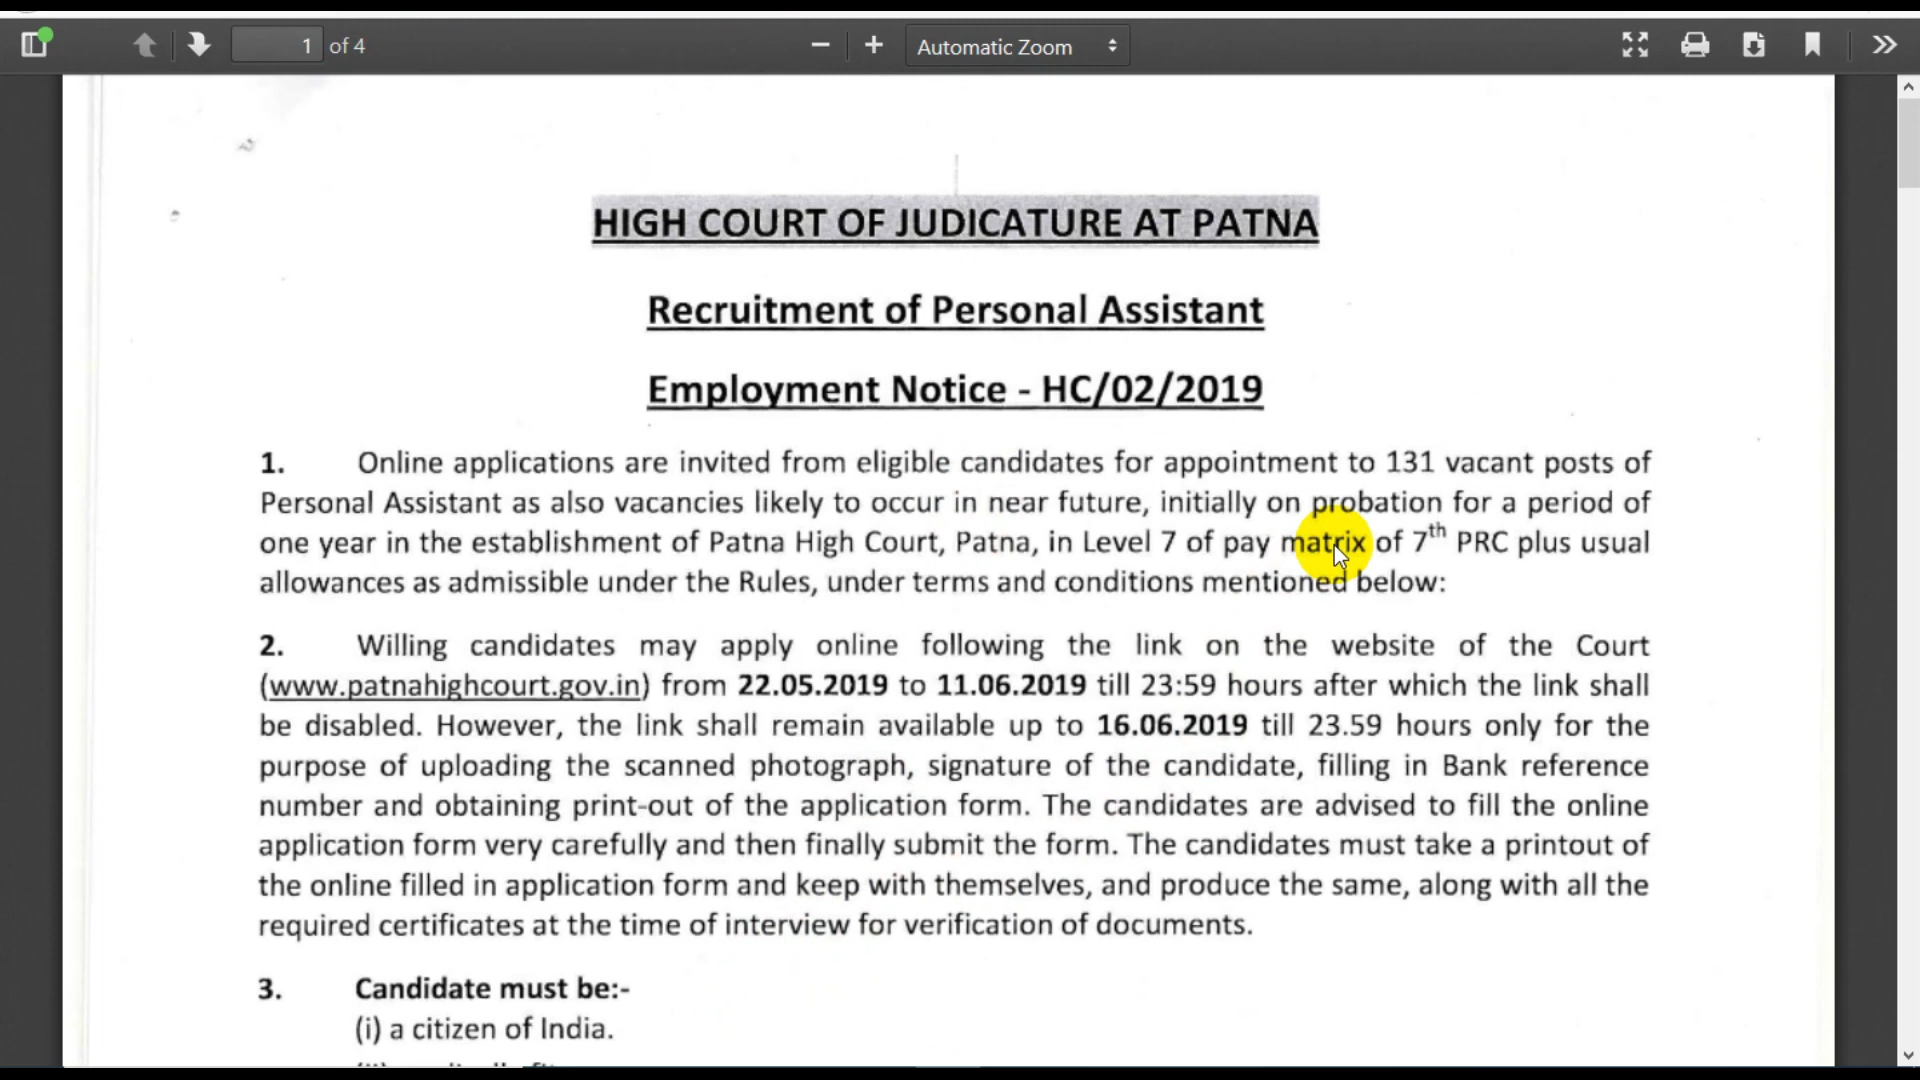 1 of 4
Automatic Zoom
HIGH COURT OF JUDICATURE AT PATNA
Recruitment of Personal Assistant
Employment Notice - HC/02/2019
1. Online applications are invited from eligible candidates for appointment to 131 vacant posts of
Personal Assistant as also vacancies likely to occur in near future, initially on probation for a period of
one year in the establishment of Patna High Court, Patna, in Level 7 of pay matrix of 7th PRC plus usual
allowances as admissible under the Rules, under terms and conditions mentioned below:
2. Willing candidates may apply online following the link on the website of the Court
(www.patnahighcourt.gov.in) from 22.05.2019 to 11.06.2019 till 23:59 hours after which the link shall
be disabled. However, the link shall remain available up to 16.06.2019 till 23.59 hours only for the
purpose of uploading the scanned photograph, signature of the candidate, filling in Bank reference
number and obtaining print-out of the application form. The candidates are advised to fill the online
application form very carefully and then finally submit the form. The candidates must take a printout of
the online filled in application form and keep with themselves, and produce the same, along with all the
required certificates at the time of interview for verification of documents.
3. Candidate must be:-
(i) a citizen of India.